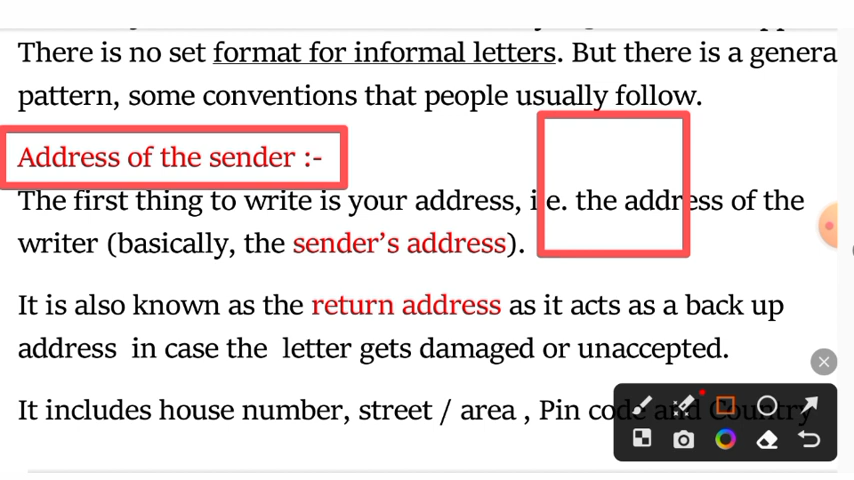 There is no set format for informal letters. But there is a genera
pattern, some conventions that people usually follow.
Address of the sender :-
The first thing to write is your address, i.e. the address of the
writer (basically, the sender's address).
It is also known as the return address as it acts as a back up
address in case the letter gets damaged or unaccepted.
It includes house number, street / area , Pin code and Country